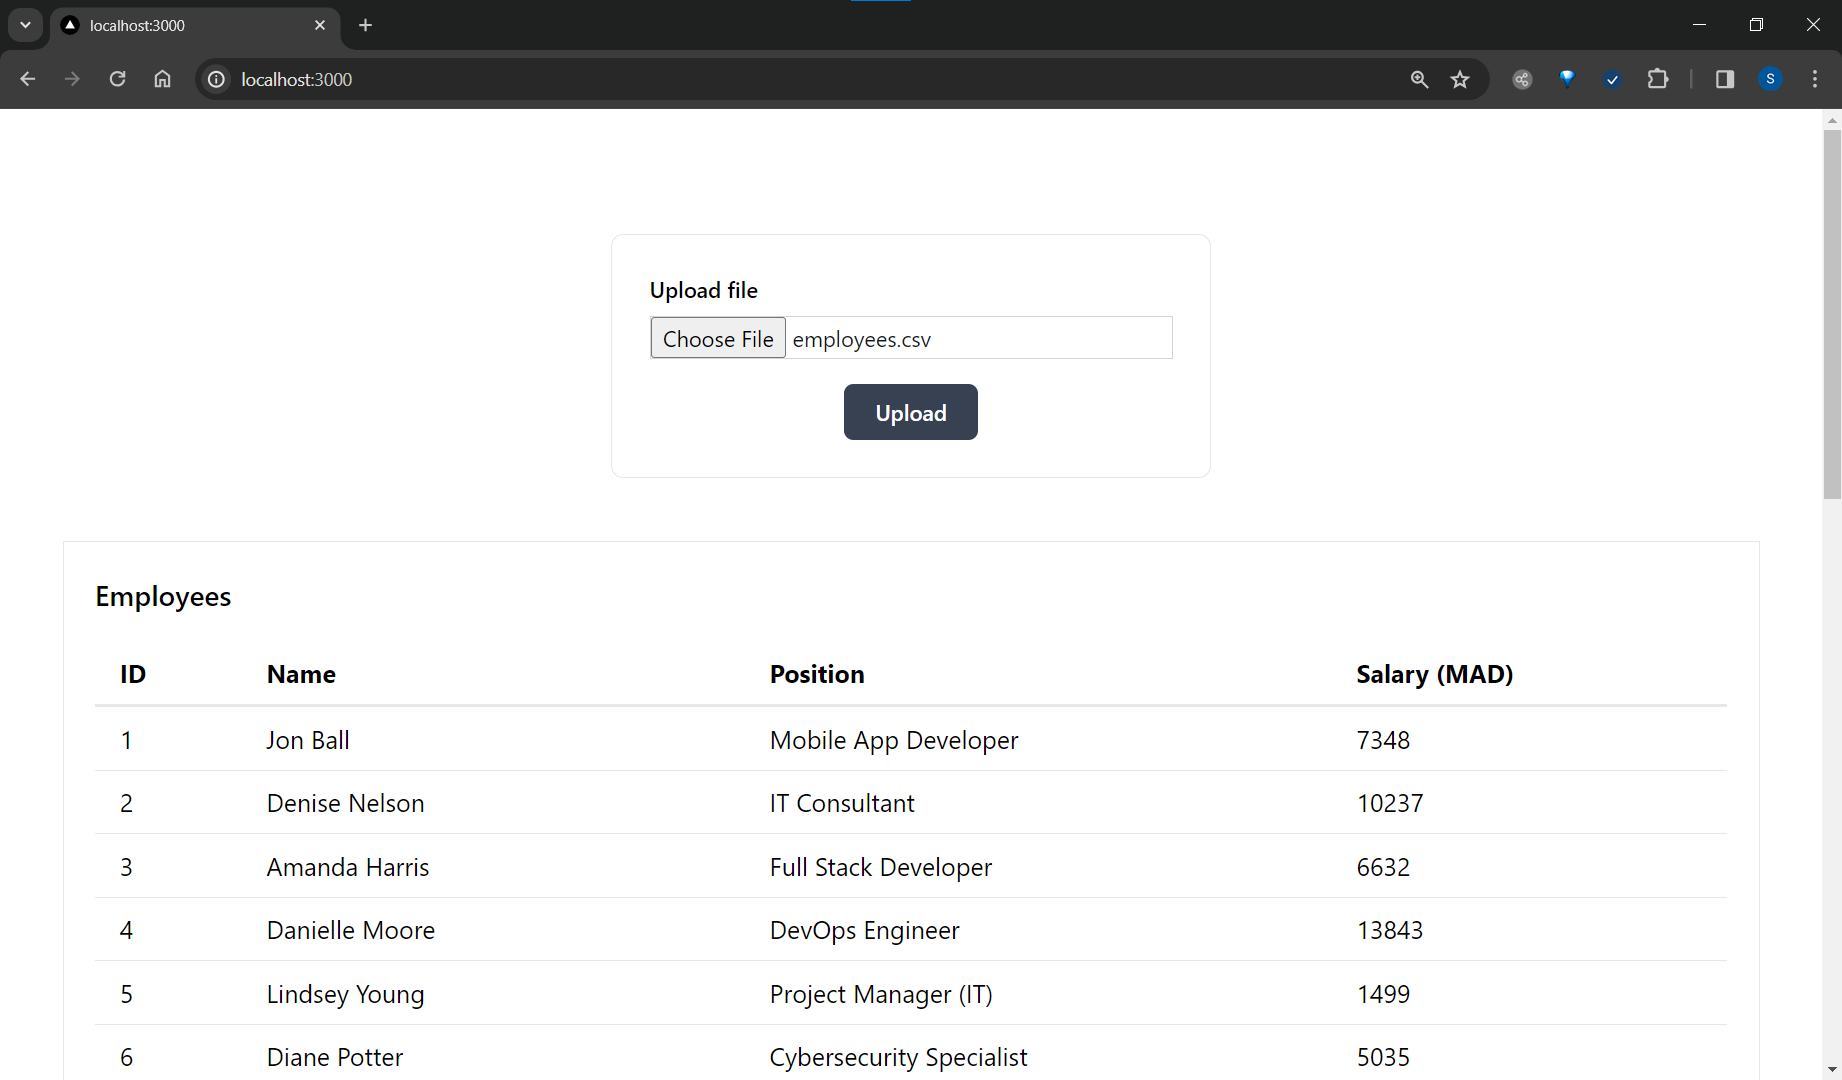 localhost:3000
localhost:3000
S
Upload file
Choose File employees.csv
Upload
Employees
ID Name Position Salary (MAD)
1 Jon Ball Mobile App Developer 7348
2 Denise Nelson IT Consultant 10237
3 Amanda Harris Full Stack Developer 6632
4 Danielle Moore DevOps Engineer 13843
5 Lindsey Young Project Manager (IT) 1499
6 Diane Potter Cybersecurity Specialist 5035